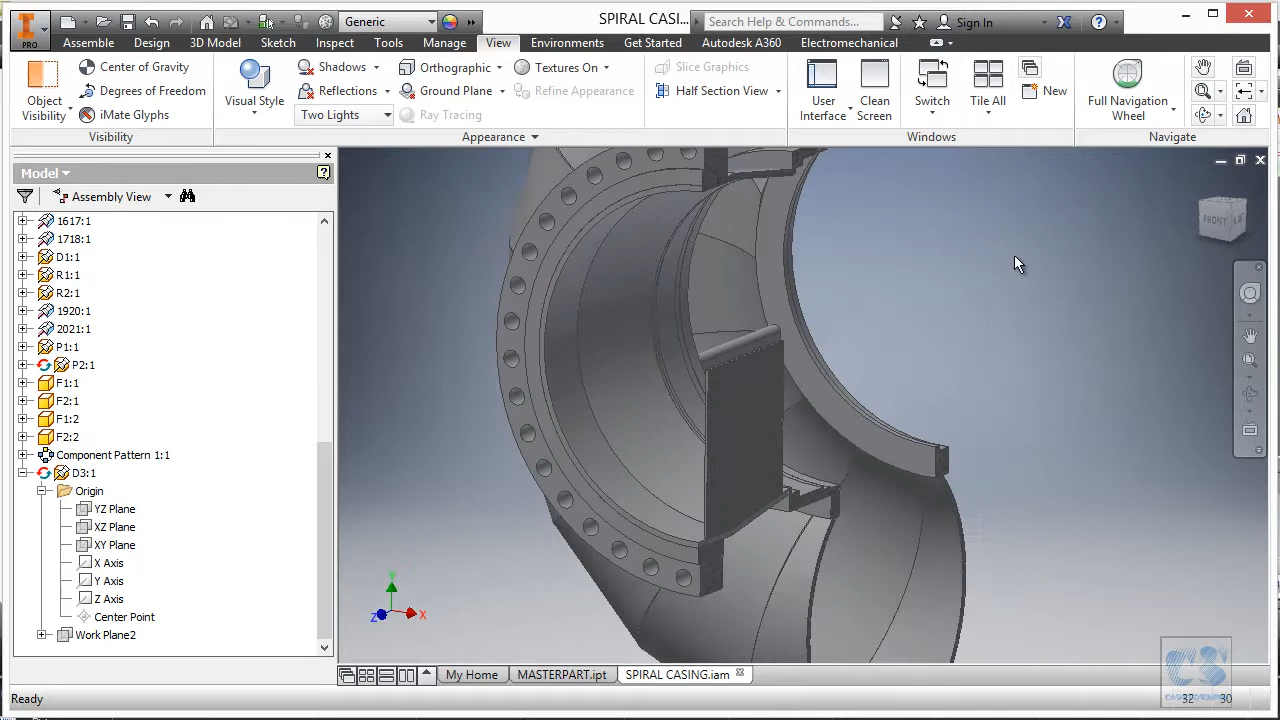 SPIRAL CASI...
Generic
Search Help & Commands...
Sign In
PRO
Assemble Design 3D Model Sketch Inspect Tools Manage View Environments Get Started Autodesk A360 Electromechanical
Object Visibility
Center of Gravity
Degrees of Freedom
iMate Glyphs
Visibility
Visual Style
Shadows
Reflections
Two Lights
Orthographic
Ground Plane
Ray Tracing
Textures On
Refine Appearance
Appearance
Slice Graphics
Half Section View
User Interface
Clean Screen
Switch
Tile All
New
Windows
Full Navigation Wheel
Navigate
Model
Assembly View
1617:1
1718:1
D1:1
R1:1
R2:1
1920:1
2021:1
P1:1
P2:1
F1:1
F2:1
F1:2
F2:2
Component Pattern 1:1
D3:1
Origin
YZ Plane
XZ Plane
XY Plane
X Axis
Y Axis
Z Axis
Center Point
Work Plane2
FRONT
Y
Z X
My Home MASTERPART.ipt SPIRAL CASING.iam
CS
Ready
32 30